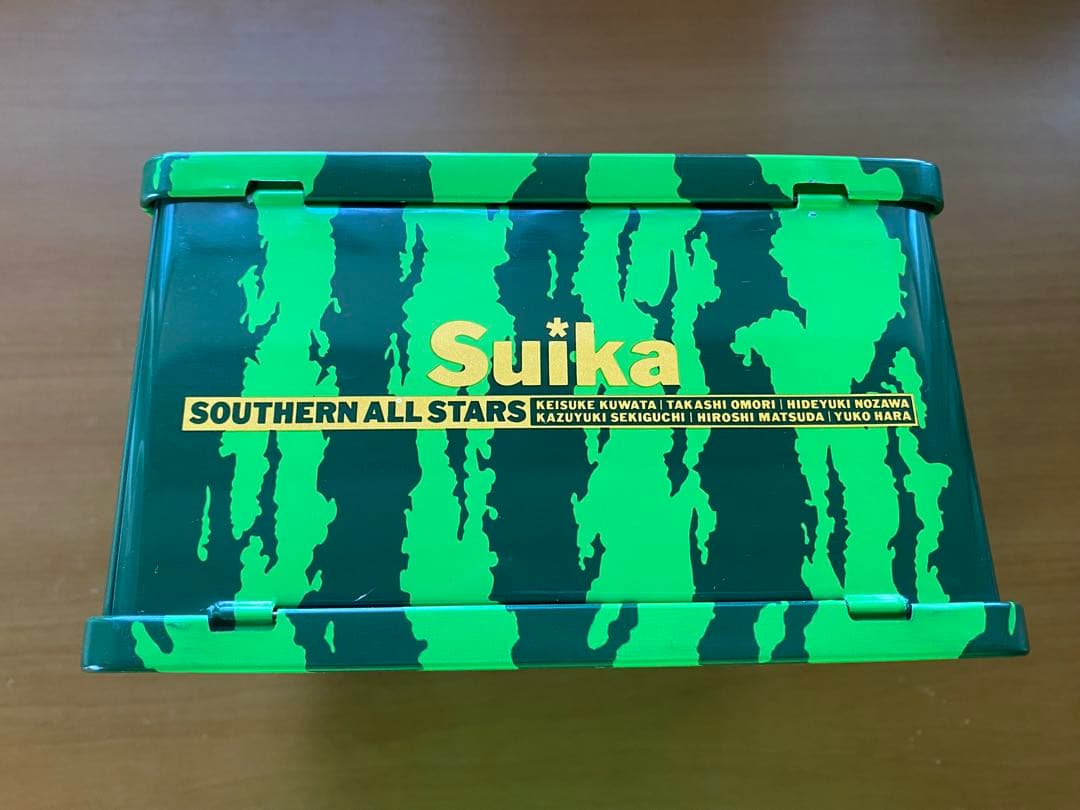 Suika
SOUTHERN ALL STARS
KEISUKE KUWATA | TAKASHI OMORI | HIDEYUKI NOZAWA
KAZUYUKI SEKIGUCHI | HIROSHI MATSUDA | YUKO HARA